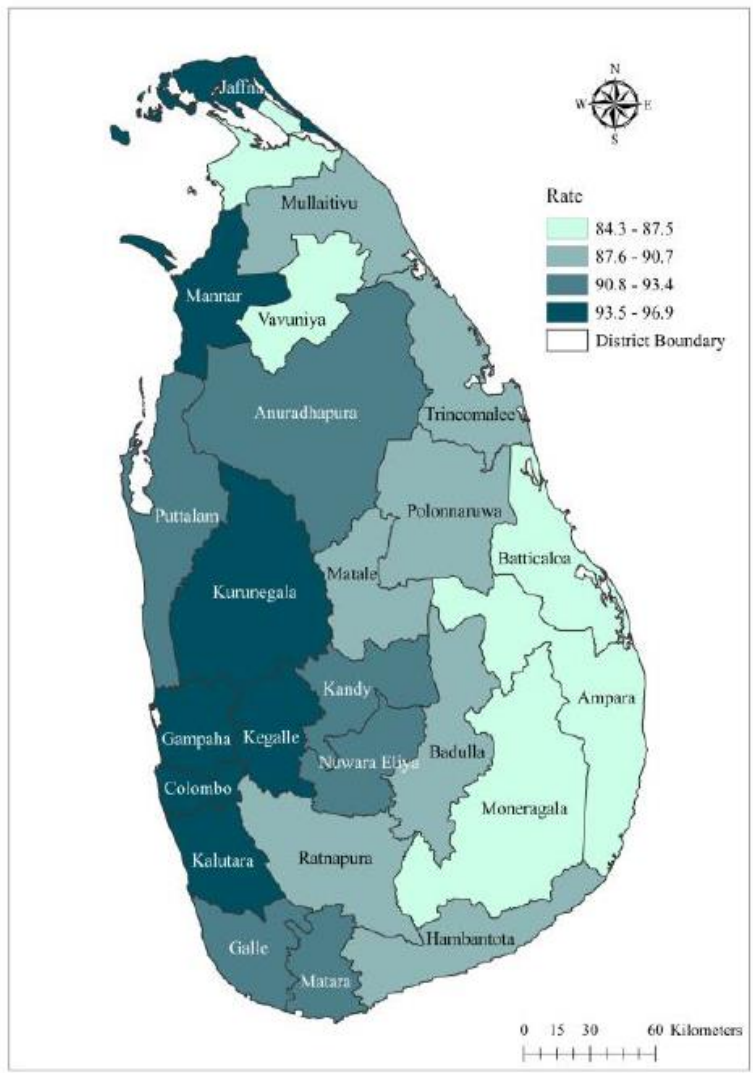 N
W E
S
Jaffna
Rate
84.3 - 87.5
87.6 - 90.7
90.8 - 93.4
93.5 - 96.9
District Boundary
Mullaitivu
Mannar
Vavuniya
Anuradhapura
Trincomalee
Puttalam
Polonnaruwa
Batticaloa
Matale
Kurunegala
Kandy
Ampara
Gampaha
Kegalle
Badulla
Nuwara Eliya
Colombo
Moneragala
Kalutara
Ratnapura
Galle
Hambantota
Matara
0 15 30 60 Kilometers